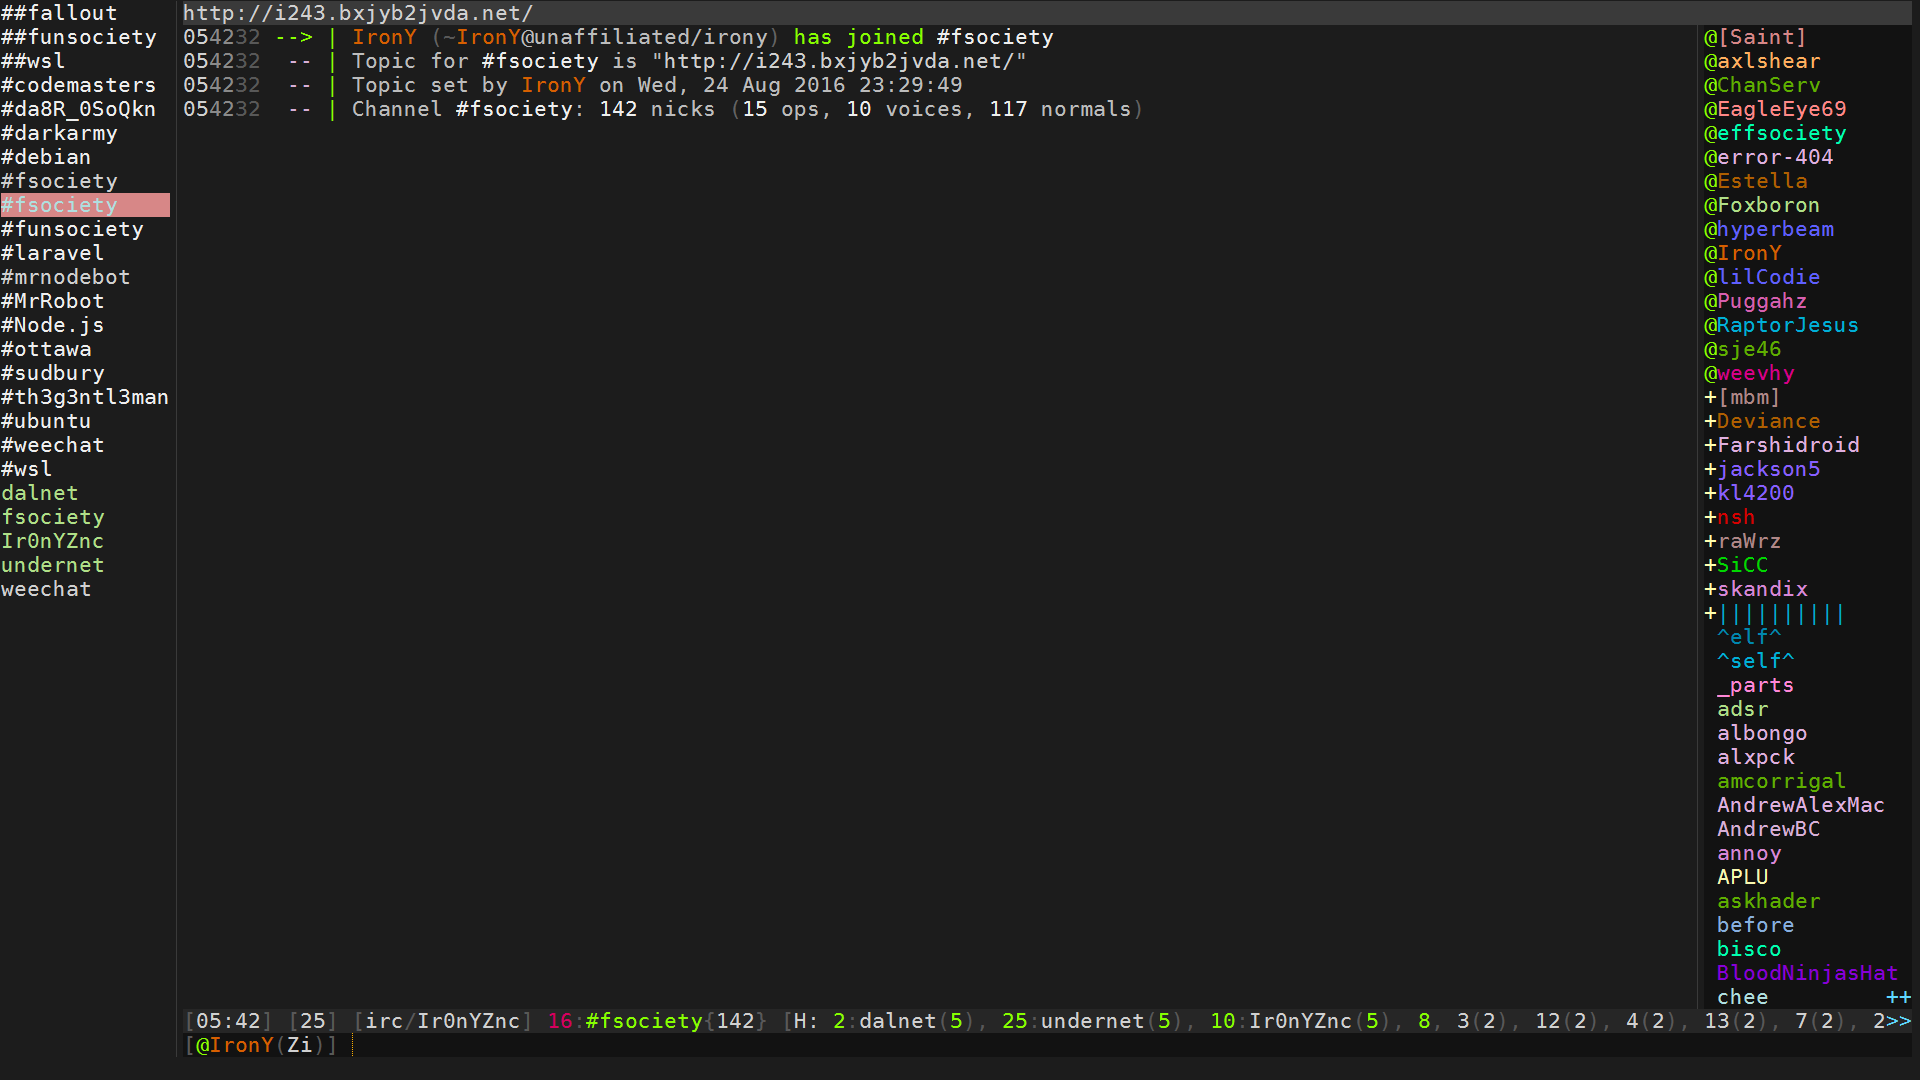 ##fallout
##funsociety
##wsl
#codemasters
#da8R_0SoQkn
#darkarmy
#debian
#fsociety
#fsociety
#funsociety
#laravel
#mrnodebot
#MrRobot
#Node.js
#ottawa
#sudbury
#th3g3ntl3man
#ubuntu
#weechat
#wsl
dalnet
fsociety
Ir0nYZnc
undernet
weechat
http://i243.bxjyb2jvda.net/
054232 --> | IronY (~IronY@unaffiliated/irony) has joined #fsociety
054232 -- | Topic for #fsociety is "http://i243.bxjyb2jvda.net/"
054232 -- | Topic set by IronY on Wed, 24 Aug 2016 23:29:49
054232 -- | Channel #fsociety: 142 nicks (15 ops, 10 voices, 117 normals)
@[Saint]
@axlshear
@ChanServ
@EagleEye69
@effsociety
@error-404
@Estella
@Foxboron
@hyperbeam
@IronY
@lilCodie
@Puggahz
@RaptorJesus
@sje46
@weevhy
+[mbm]
+Deviance
+Farshidroid
+jackson5
+kl4200
+nsh
+raWrz
+SiCC
+skandix
+||||||||||
^elf^
^self^
_parts
adsr
albongo
alxpck
amcorrigal
AndrewAlexMac
AndrewBC
annoy
APLU
askhader
before
bisco
BloodNinjasHat
chee ++
[05:42] [25] [irc/Ir0nYZnc] 16:#fsociety{142} [H: 2:dalnet(5), 25:undernet(5), 10:Ir0nYZnc(5), 8, 3(2), 12(2), 4(2), 13(2), 7(2), 2>>
[@IronY(Zi)]